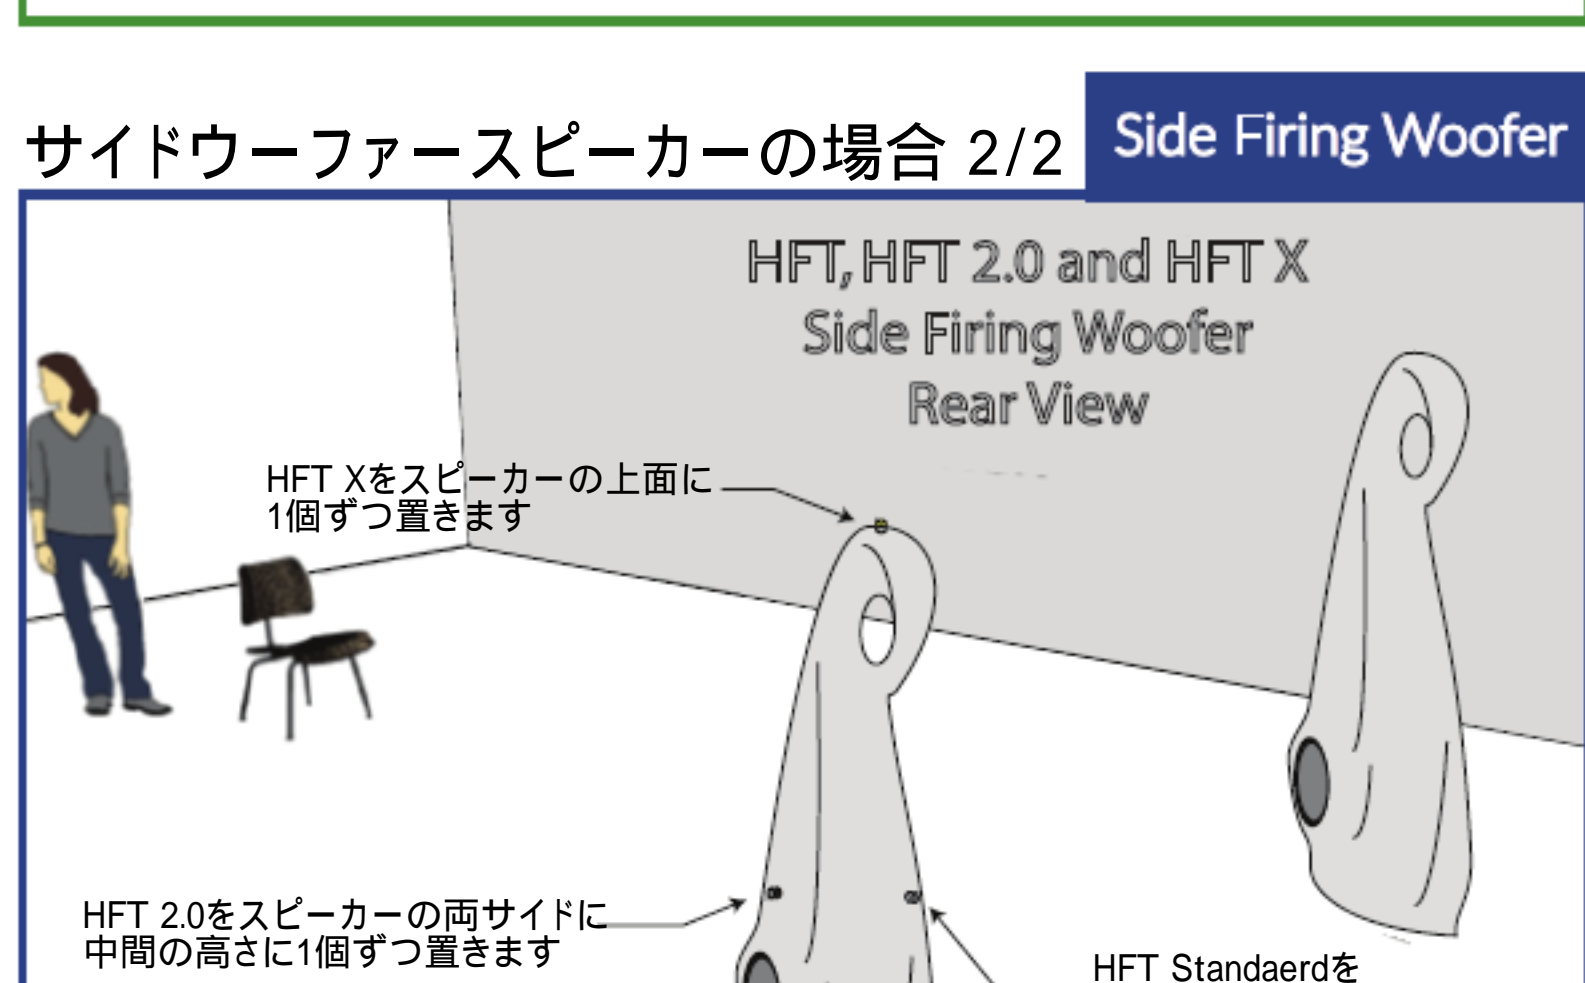 サイドウーファースピーカーの場合 2/2
Side Firing Woofer
HFT, HFT 2.0 and HFT X
Side Firing Woofer
Rear View
HFT Xをスピーカーの上面に
1個ずつ置きます
HFT 2.0をスピーカーの両サイドに
中間の高さに1個ずつ置きます
HFT Standaerdを